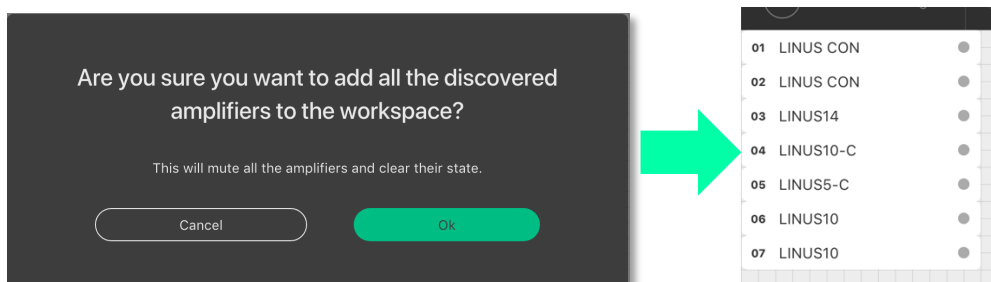 Are you sure you want to add all the discovered
amplifiers to the workspace?
This will mute all the amplifiers and clear their state.
Cancel
Ok
01 LINUS CON
02 LINUS CON
03 LINUS14
04 LINUS10-C
05 LINUS5-C
06 LINUS10
07 LINUS10